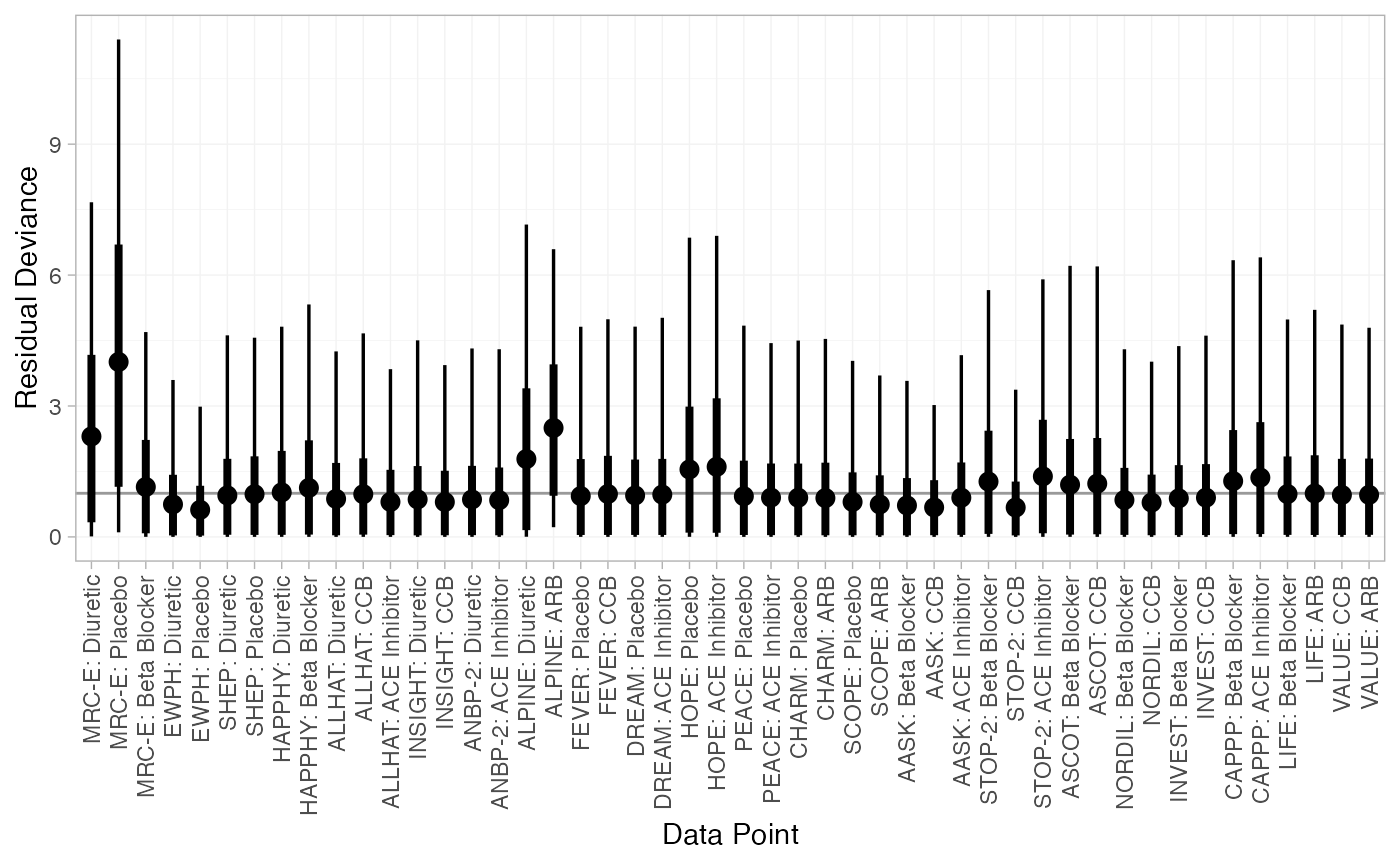 Residual Deviance
9
6
3
0
MRC-E: Diuretic
MRC-E: Placebo
MRC-E: Beta Blocker
EWPH: Diuretic
EWPH: Placebo
SHEP: Diuretic
SHEP: Placebo
HAPPHY: Diuretic
HAPPHY: Beta Blocker
ALLHAT: Diuretic
ALLHAT: CCB
ALLHAT: ACE Inhibitor
INSIGHT: Diuretic
INSIGHT: CCB
ANBP-2: Diuretic
ANBP-2: ACE Inhibitor
ALPINE: Diuretic
ALPINE: ARB
FEVER: Placebo
FEVER: CCB
DREAM: Placebo
DREAM: ACE Inhibitor
HOPE: Placebo
HOPE: ACE Inhibitor
PEACE: Placebo
PEACE: ACE Inhibitor
CHARM: Placebo
CHARM: ARB
SCOPE: Placebo
SCOPE: ARB
AASK: Beta Blocker
AASK: CCB
AASK: ACE Inhibitor
STOP-2: Beta Blocker
STOP-2: CCB
STOP-2: ACE Inhibitor
ASCOT: Beta Blocker
ASCOT: CCB
NORDIL: Beta Blocker
NORDIL: CCB
INVEST: Beta Blocker
INVEST: CCB
CAPPP: Beta Blocker
CAPPP: ACE Inhibitor
LIFE: Beta Blocker
LIFE: ARB
VALUE: CCB
VALUE: ARB
Data Point